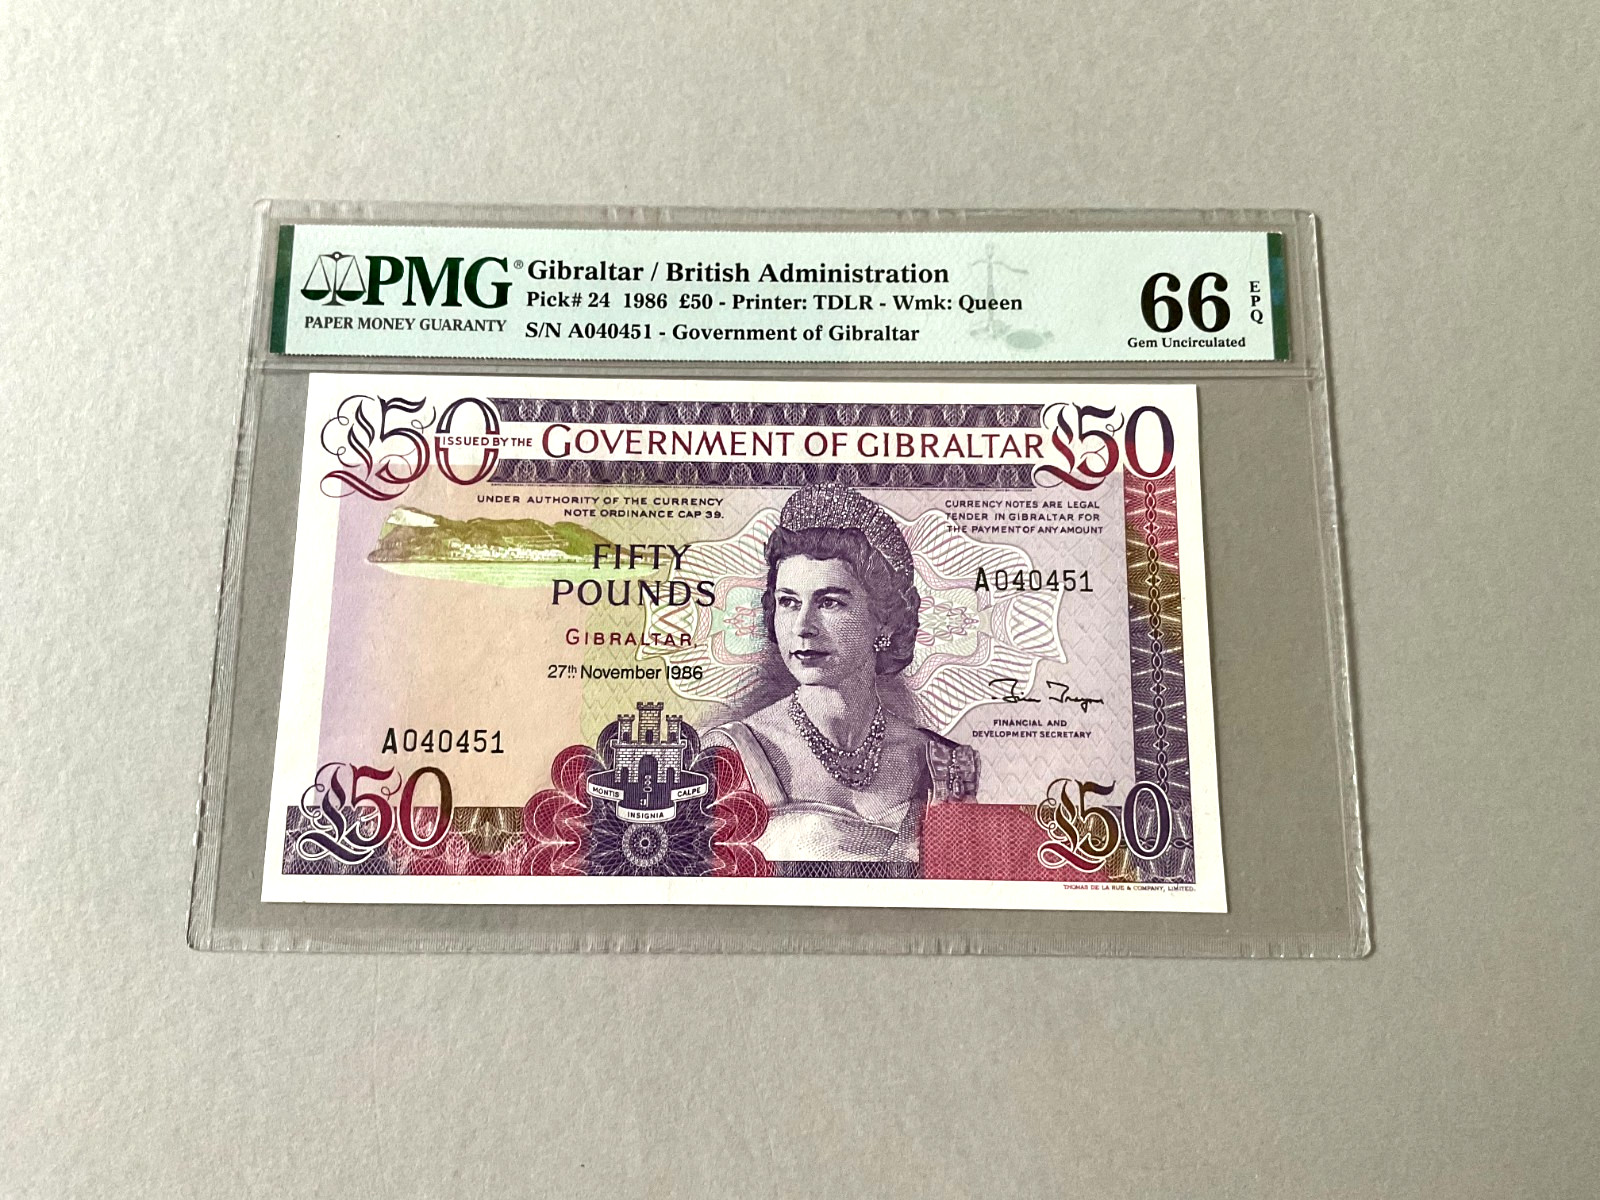 PMG®
PAPER MONEY GUARANTY
Gibraltar / British Administration
Pick# 24 1986 £50 - Printer: TDLR - Wmk: Queen
S/N A040451 - Government of Gibraltar
66
EPQ
Gem Uncirculated
£50
ISSUED BY THE GOVERNMENT OF GIBRALTAR
£50
UNDER AUTHORITY OF THE CURRENCY
NOTE ORDINANCE CAP 39.
CURRENCY NOTES ARE LEGAL
TENDER IN GIBRALTAR FOR
THE PAYMENT OF ANY AMOUNT
FIFTY
POUNDS
A040451
GIBRALTAR,
27th November 1986
FINANCIAL AND
DEVELOPMENT SECRETARY
A040451
MONTIS
CALPE
INSIGNIA
£50
£50
THOMAS DE LA RUE & COMPANY, LIMITED.